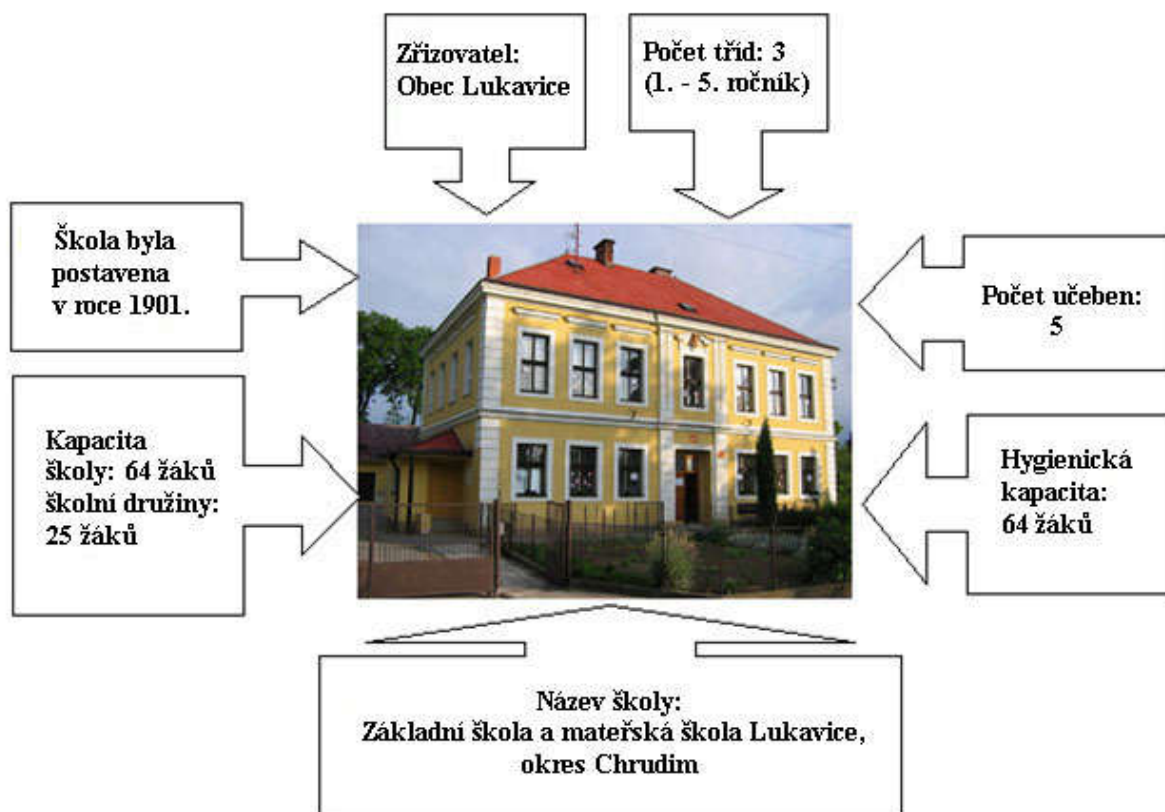 Zřizovatel:
Obec Lukavice
Počet tříd: 3
(1. - 5. ročník)
Škola byla
postavena
v roce 1901.
Počet učeben:
5
Kapacita
školy: 64 žáků
školní družiny:
25 žáků
Hygienická
kapacita:
64 žáků
Název školy:
Základní škola a mateřská škola Lukavice,
okres Chrudim